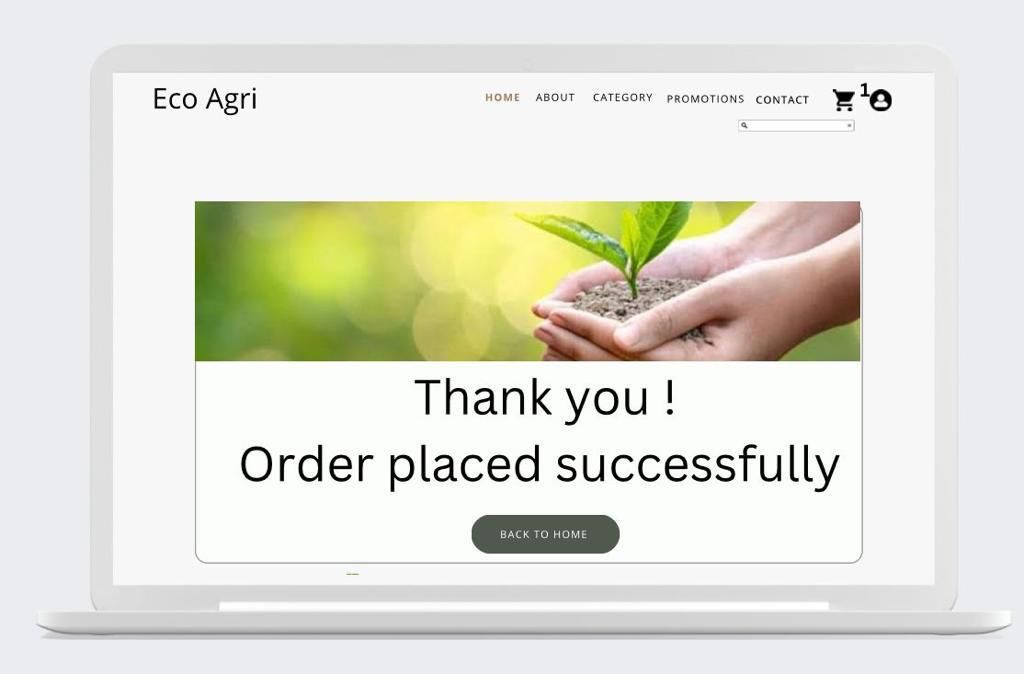 Eco Agri
HOME ABOUT CATEGORY PROMOTIONS CONTACT 1
Thank you !
Order placed successfully
BACK TO HOME